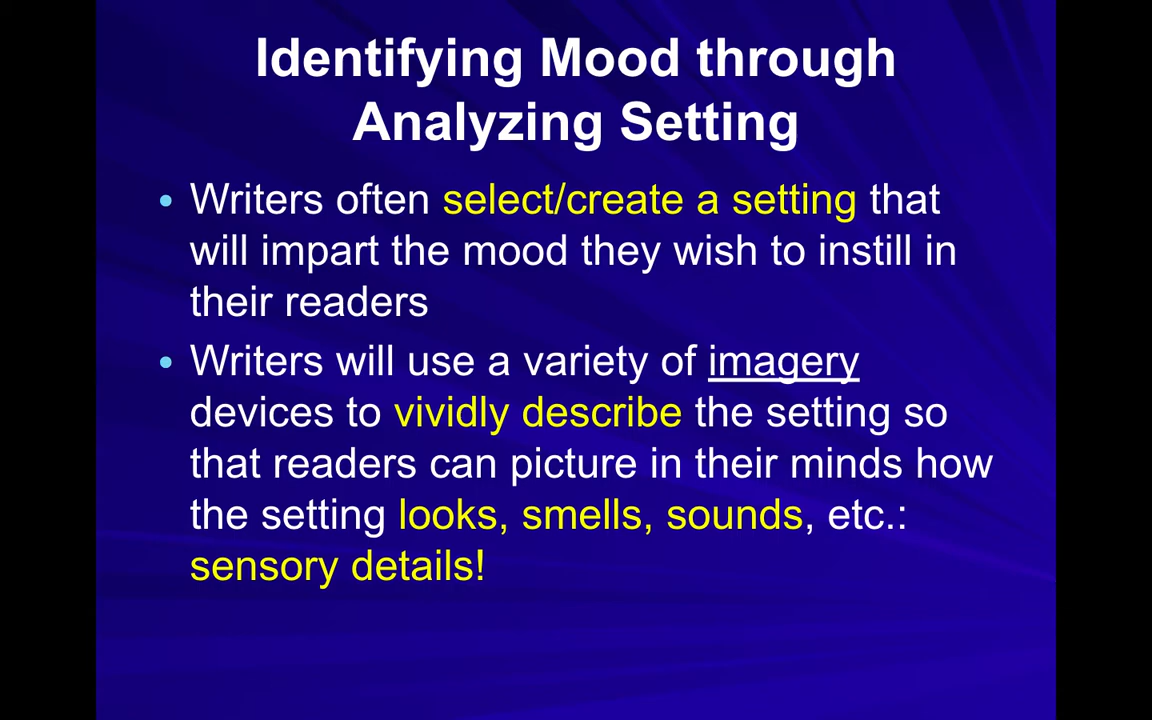 Identifying Mood through
Analyzing Setting
• Writers often select/create a setting that
will impart the mood they wish to instill in
their readers
• Writers will use a variety of imagery
devices to vividly describe the setting so
that readers can picture in their minds how
the setting looks, smells, sounds, etc.:
sensory details!